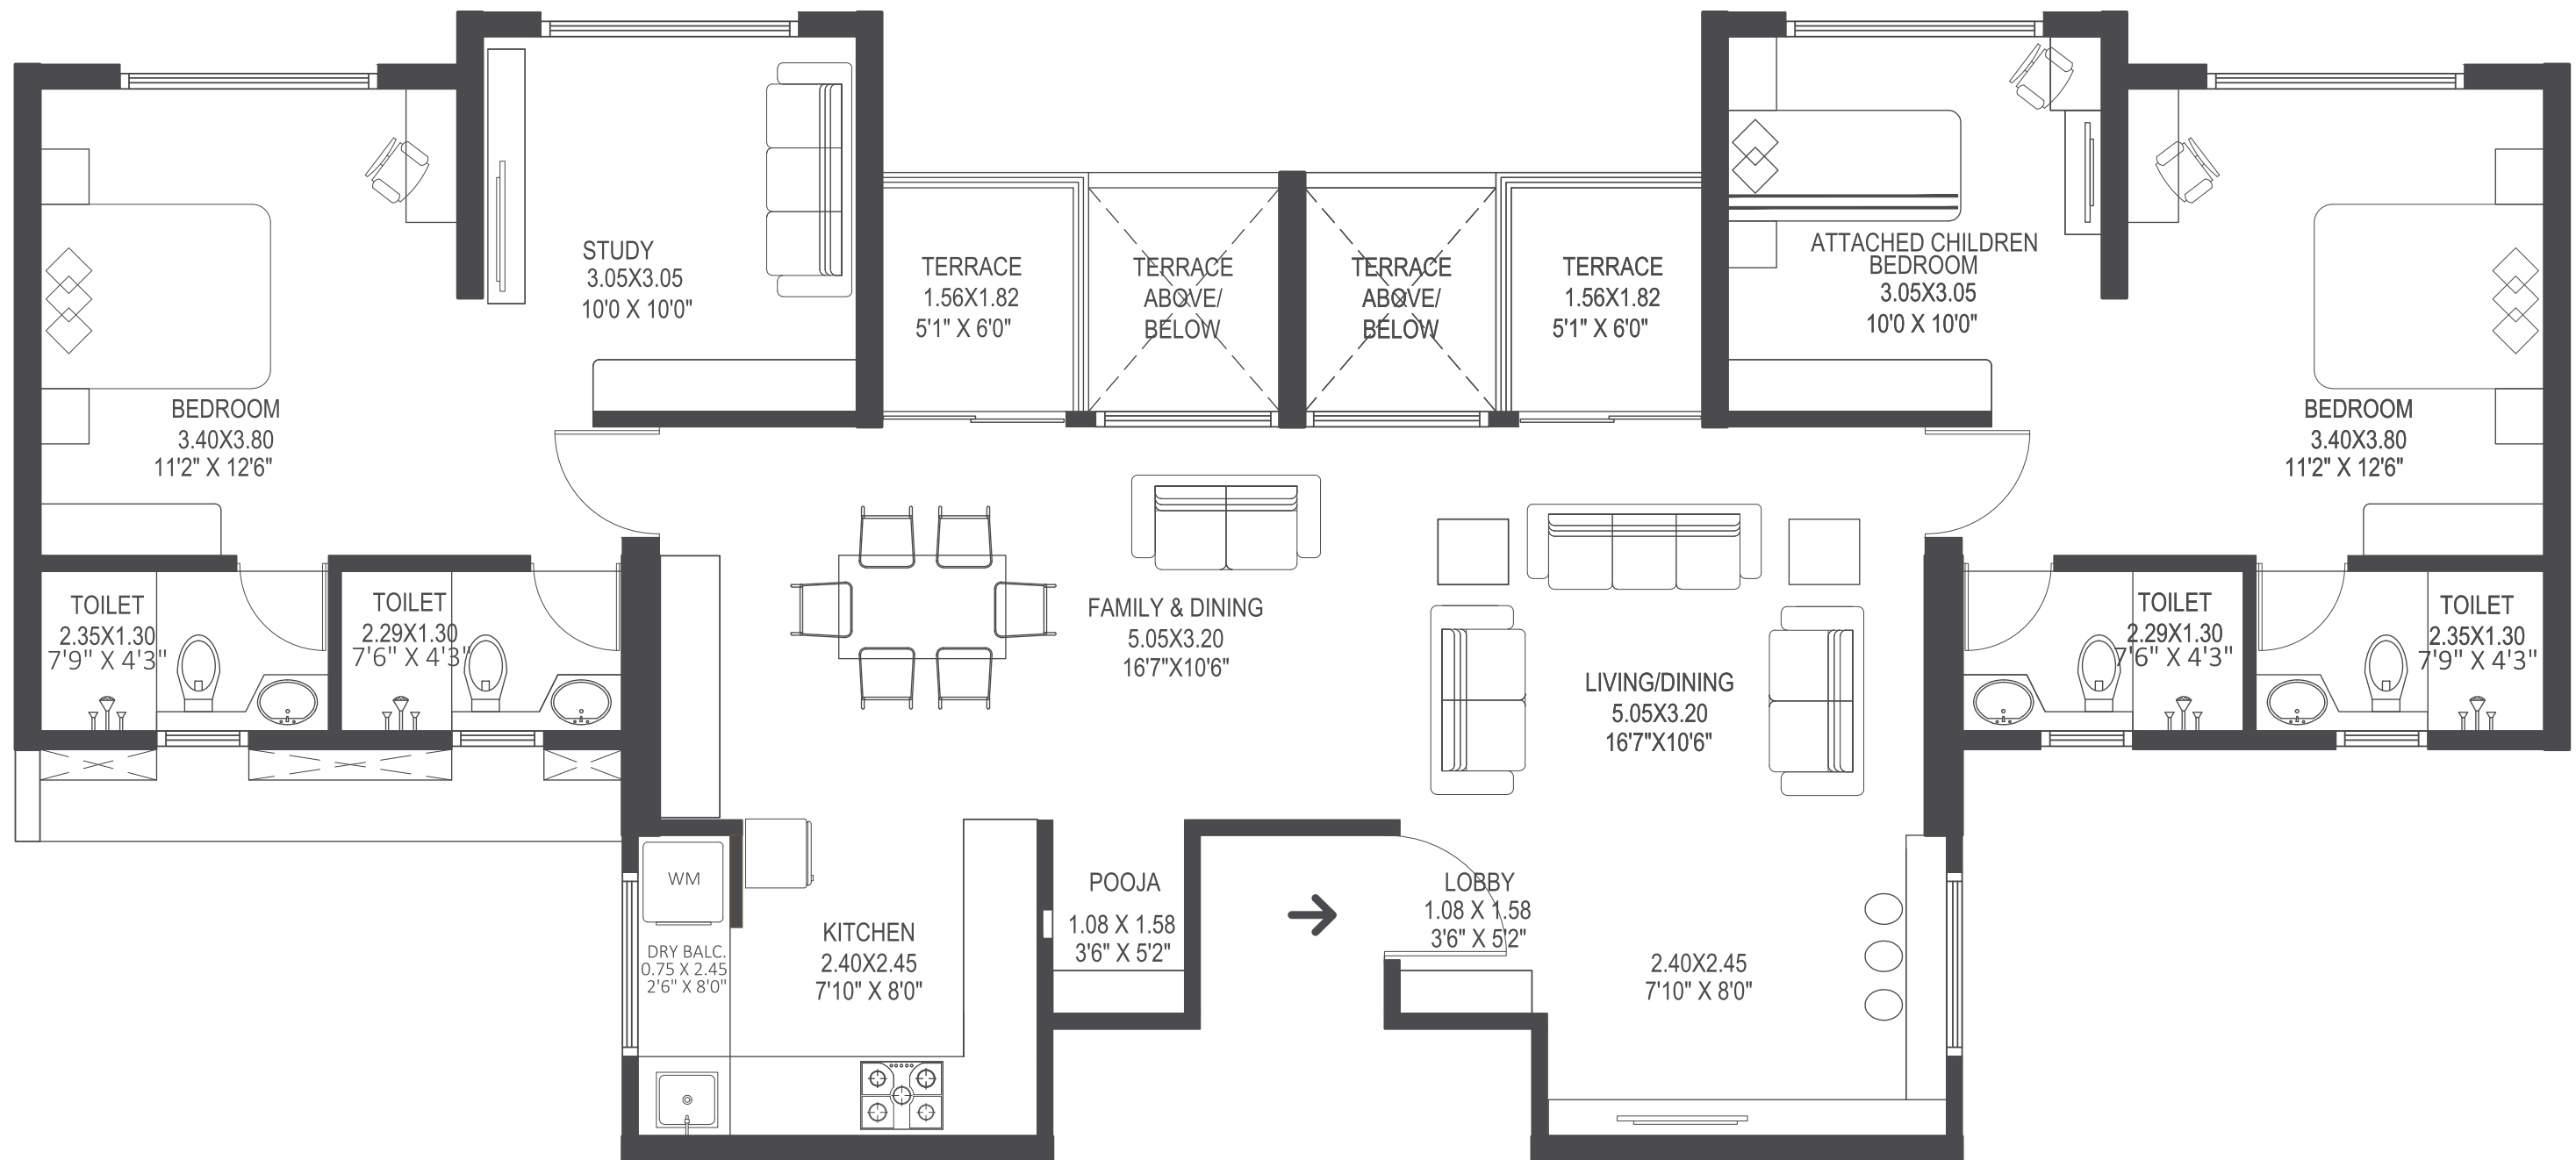 STUDY
3.05X3.05
10'0 X 10'0"
TERRACE
1.56X1.82
5'1" X 6'0"
TERRACE
ABOVE/
BELOW
TERRACE
ABOVE/
BELOW
TERRACE
1.56X1.82
5'1" X 6'0"
ATTACHED CHILDREN
BEDROOM
3.05X3.05
10'0 X 10'0"
BEDROOM
3.40X3.80
11'2" X 12'6"
BEDROOM
3.40X3.80
11'2" X 12'6"
TOILET
2.35X1.30
7'9" X 4'3"
TOILET
2.29X1.30
7'6" X 4'3"
FAMILY & DINING
5.05X3.20
16'7"X10'6"
LIVING/DINING
5.05X3.20
16'7"X10'6"
TOILET
2.29X1.30
7'6" X 4'3"
TOILET
2.35X1.30
7'9" X 4'3"
WM
DRY BALC.
0.75 X 2.45
2'6" X 8'0"
KITCHEN
2.40X2.45
7'10" X 8'0"
POOJA
1.08 X 1.58
3'6" X 5'2"
LOBBY
1.08 X 1.58
3'6" X 5'2"
2.40X2.45
7'10" X 8'0"